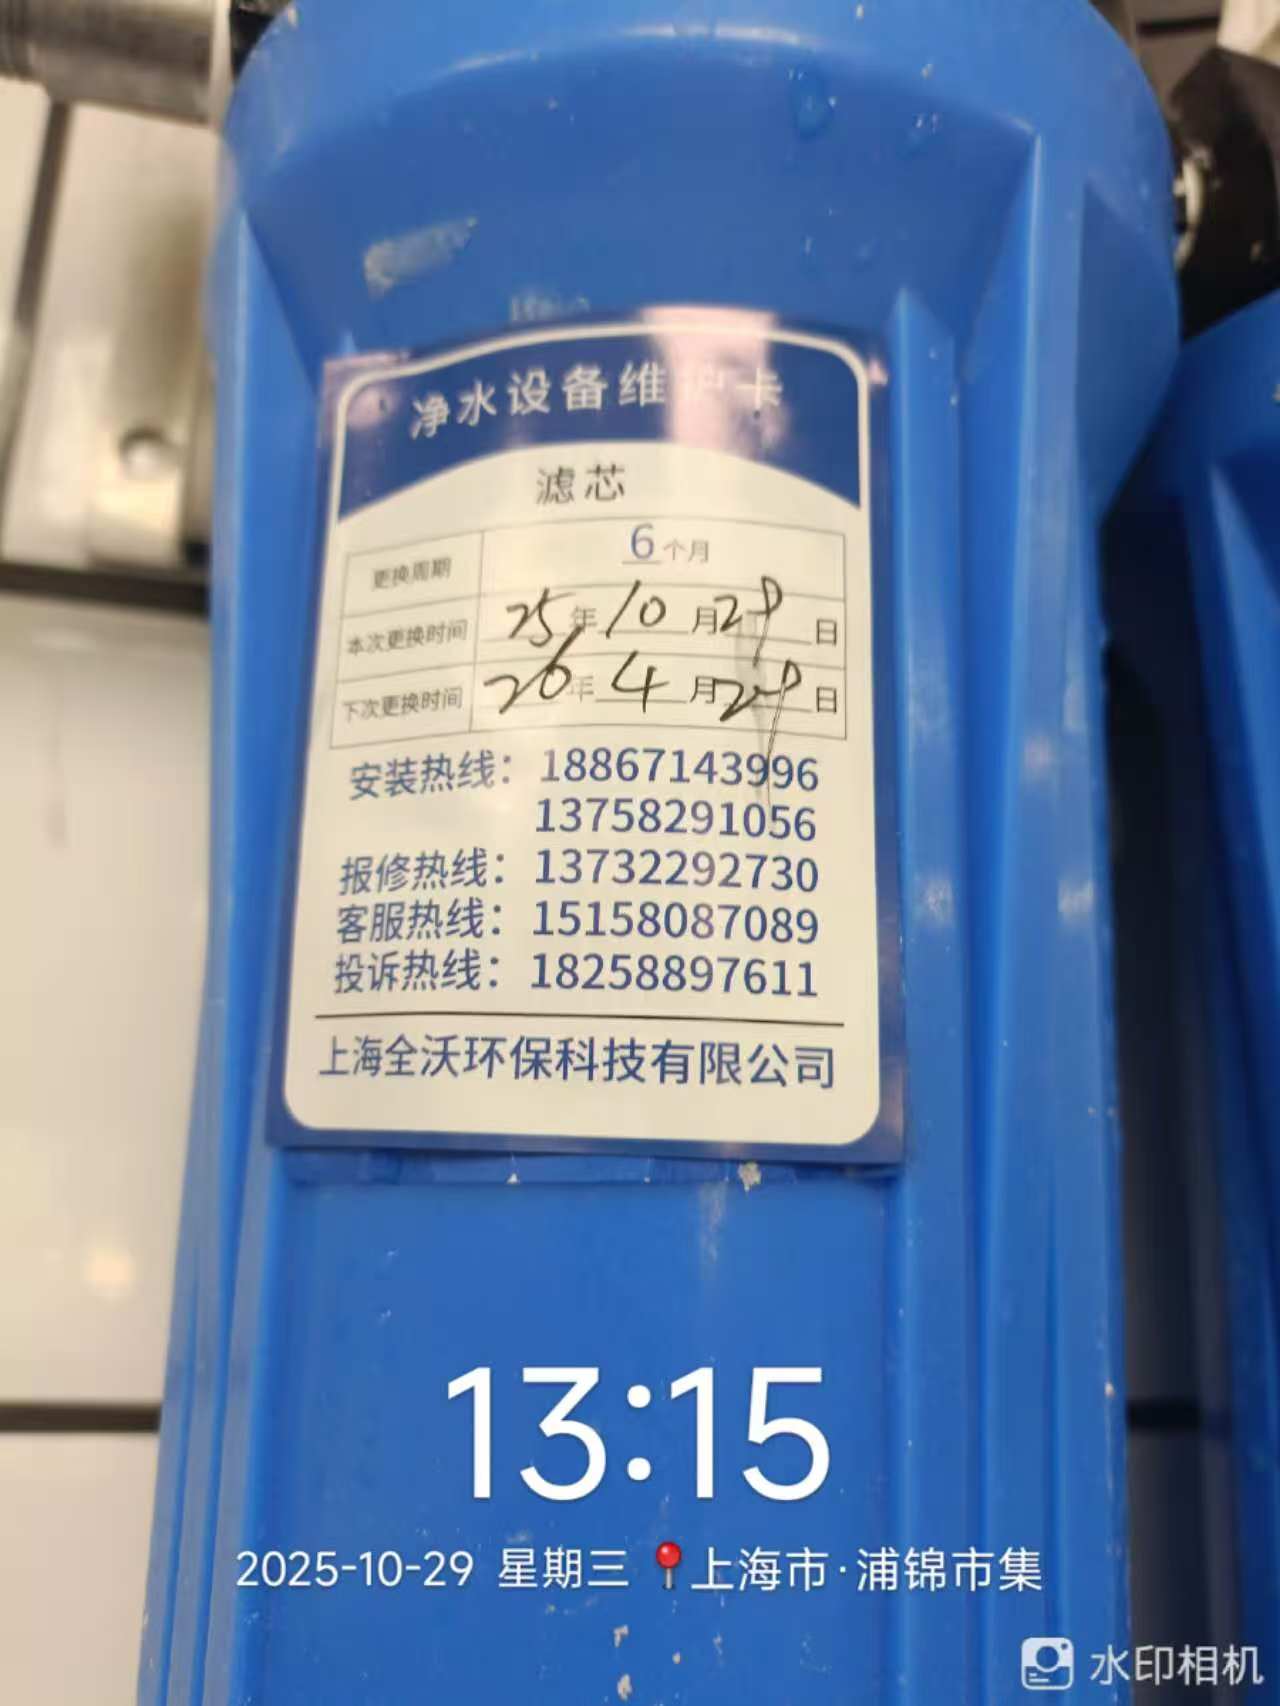 净水设备维护卡
滤芯
更换周期 6个月
本次更换时间 25年10月29日
下次更换时间 26年4月29日
安装热线：18867143996
13758291056
报修热线：13732292730
客服热线：15158087089
投诉热线：18258897611
上海全沃环保科技有限公司
13:15
2025-10-29 星期三 上海市·浦锦市集
水印相机